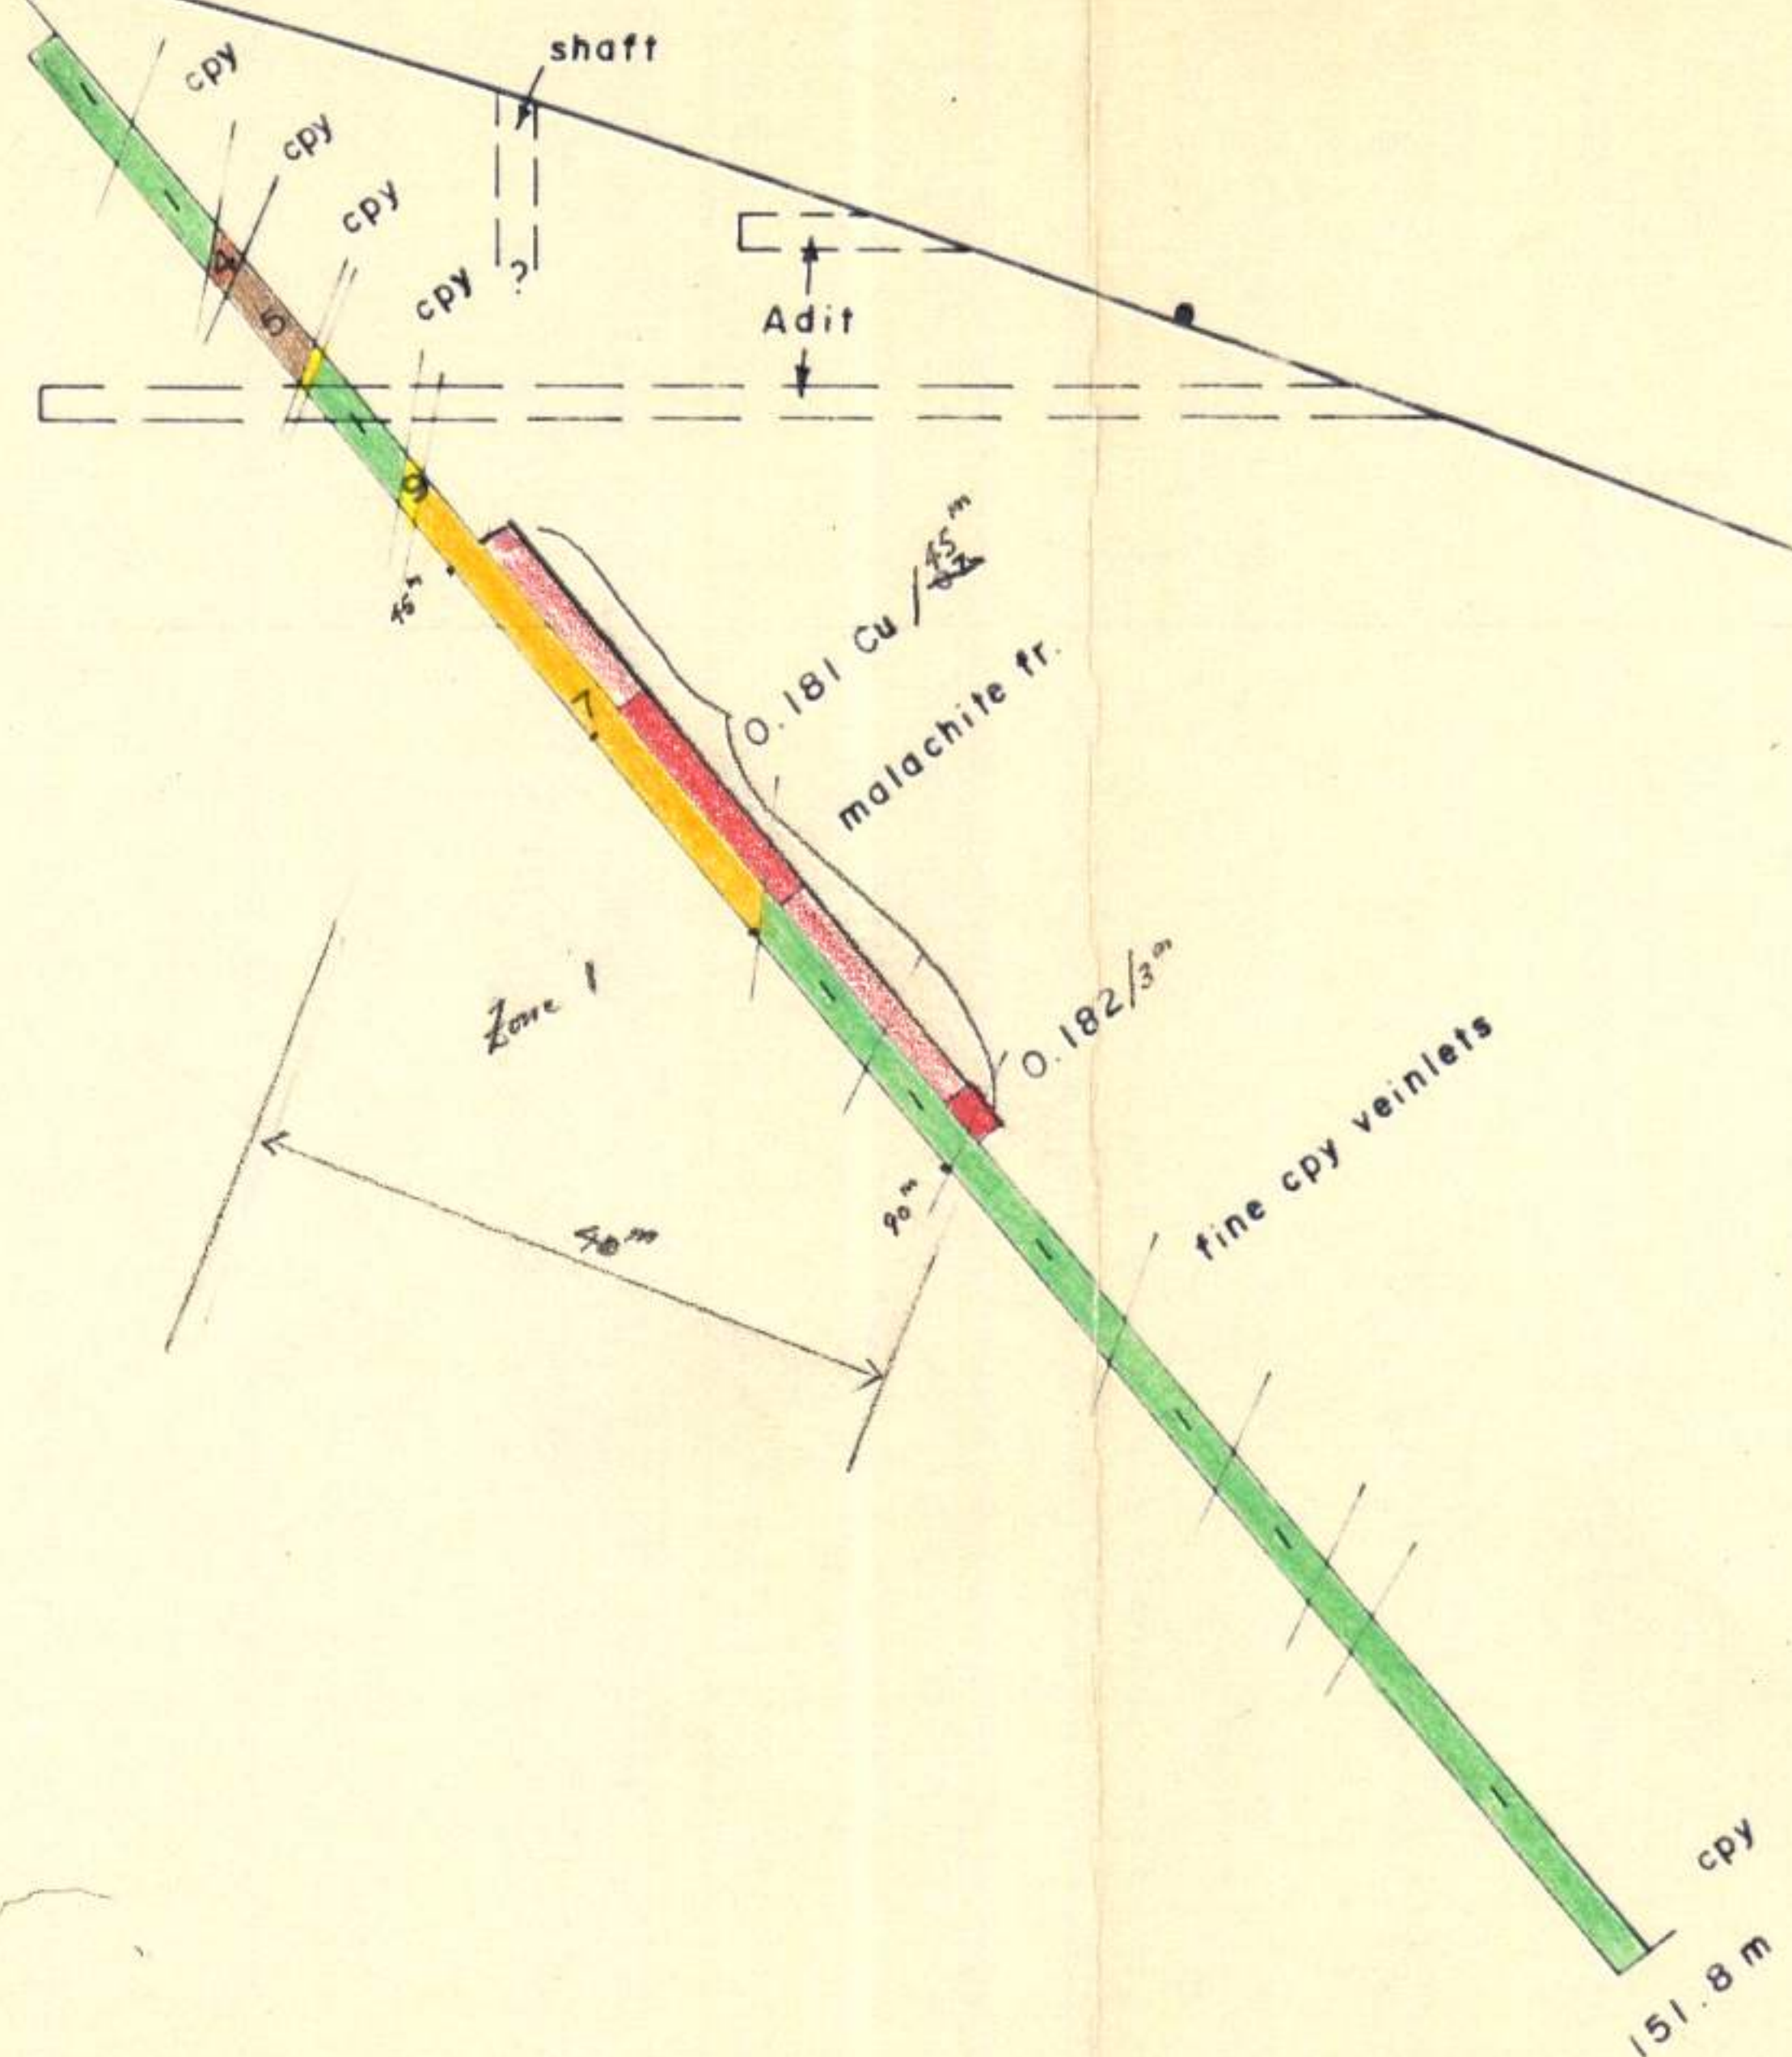 shaft
cpy
cpy
cpy
cpy
?
Adit
4
5
9
45m
0.181 Cu / 45m
malachite fr.
7
Zone 1
0.182/3m
90m
40m
fine cpy veinlets
cpy
151.8 m